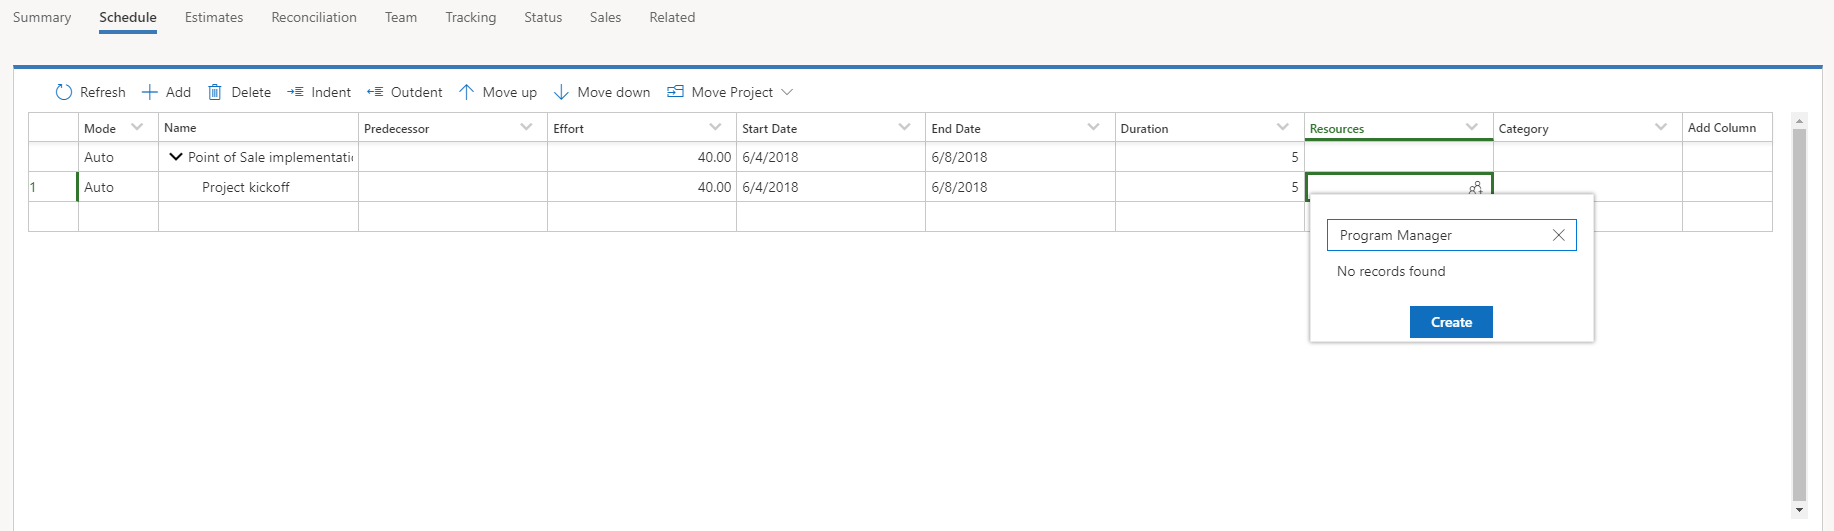 Summary Schedule Estimates Reconciliation Team Tracking Status Sales Related
Refresh Add Delete Indent Outdent Move up Move down Move Project
Mode Name Predecessor Effort Start Date End Date Duration Resources Category Add Column
Auto Point of Sale implementatic 40.00 6/4/2018 6/8/2018 5
1 Auto Project kickoff 40.00 6/4/2018 6/8/2018 5
Program Manager
No records found
Create